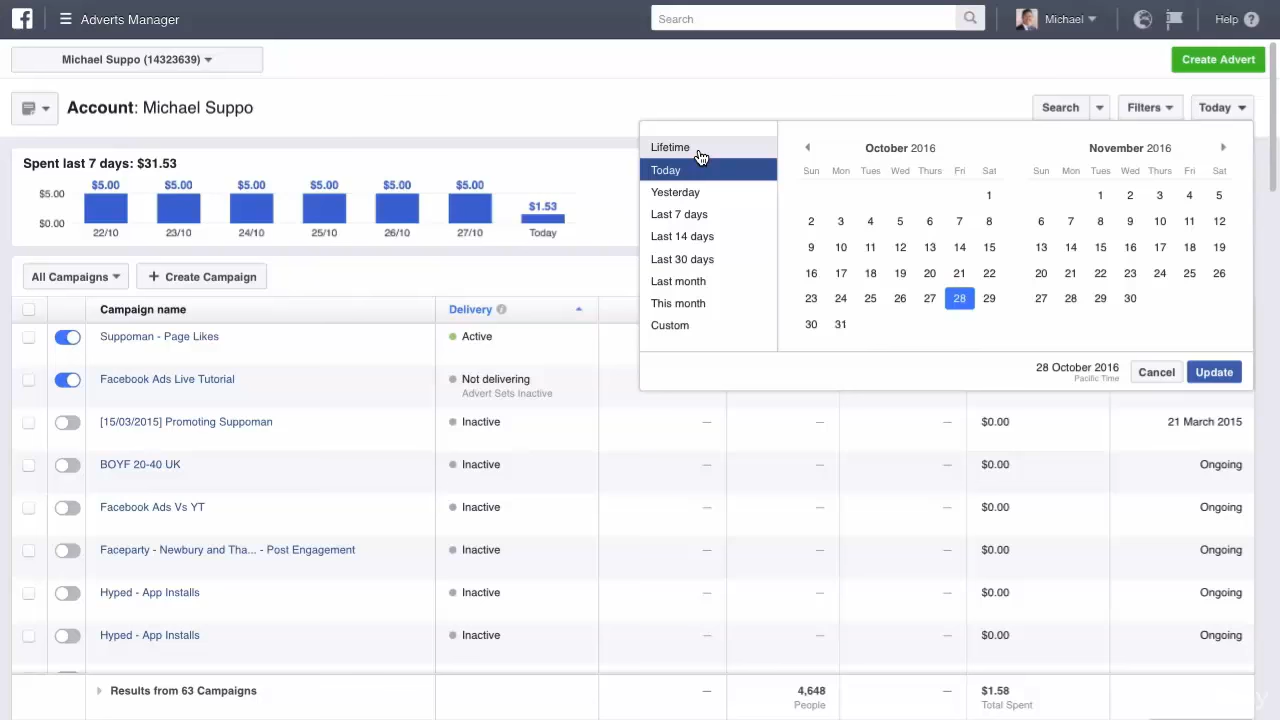 f Adverts Manager Search Michael Help ?
Michael Suppo (14323639) Create Advert
Account: Michael Suppo Search Filters Today
Spent last 7 days: $31.53
$5.00 $0.00
$5.00 $5.00 $5.00 $5.00 $5.00 $5.00 $1.53
22/10 23/10 24/10 25/10 26/10 27/10 Today
Lifetime
Today
Yesterday
Last 7 days
Last 14 days
Last 30 days
Last month
This month
Custom
October 2016
Sun Mon Tues Wed Thurs Fri Sat
1
2 3 4 5 6 7 8
9 10 11 12 13 14 15
16 17 18 19 20 21 22
23 24 25 26 27 28 29
30 31
November 2016
Sun Mon Tues Wed Thurs Fri Sat
1 2 3 4 5
6 7 8 9 10 11 12
13 14 15 16 17 18 19
20 21 22 23 24 25 26
27 28 29 30
28 October 2016
Pacific Time
Cancel Update
All Campaigns + Create Campaign
Campaign name Delivery i
Suppoman - Page Likes Active
Facebook Ads Live Tutorial Not delivering
Advert Sets Inactive
[15/03/2015] Promoting Suppoman Inactive — — — $0.00 21 March 2015
BOYF 20-40 UK Inactive — — — $0.00 Ongoing
Facebook Ads Vs YT Inactive — — — $0.00 Ongoing
Faceparty - Newbury and Tha... - Post Engagement Inactive — — — $0.00 Ongoing
Hyped - App Installs Inactive — — — $0.00 Ongoing
Hyped - App Installs Inactive — — — $0.00 Ongoing
Results from 63 Campaigns — 4,648 — $1.58
People Total Spent